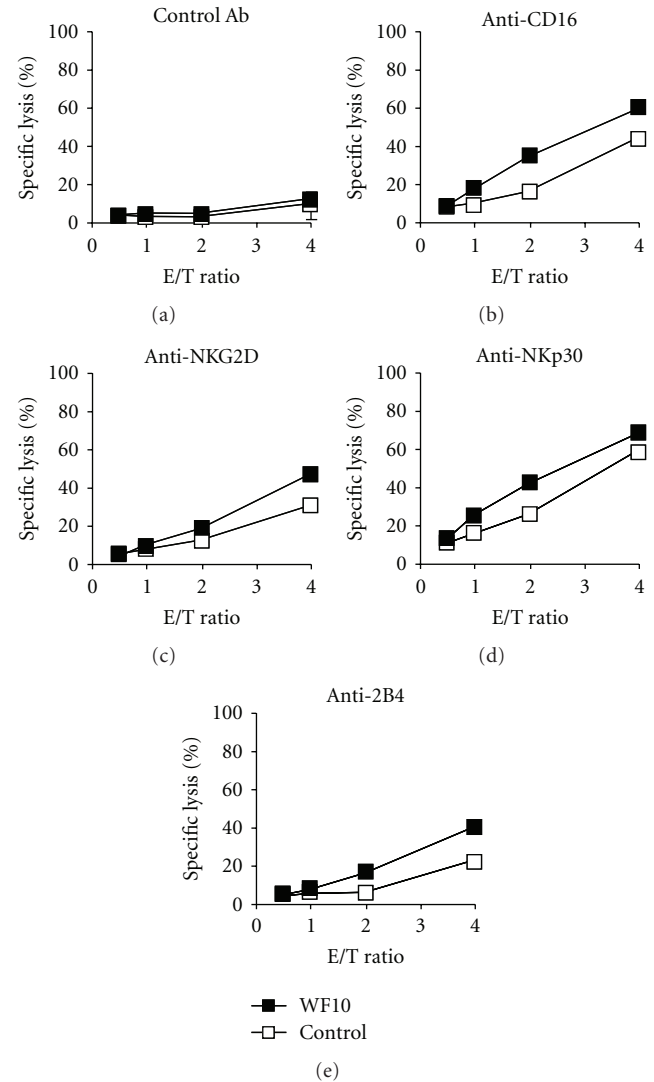 Control Ab
100
80
60
40
20
0
Specific lysis (%)
0 1 2 3 4
E/T ratio
(a)
Anti-CD16
100
80
60
40
20
0
Specific lysis (%)
0 1 2 3 4
E/T ratio
(b)
Anti-NKG2D
100
80
60
40
20
0
Specific lysis (%)
0 1 2 3 4
E/T ratio
(c)
Anti-NKp30
100
80
60
40
20
0
Specific lysis (%)
0 1 2 3 4
E/T ratio
(d)
Anti-2B4
100
80
60
40
20
0
Specific lysis (%)
0 1 2 3 4
E/T ratio
WF10
Control
(e)